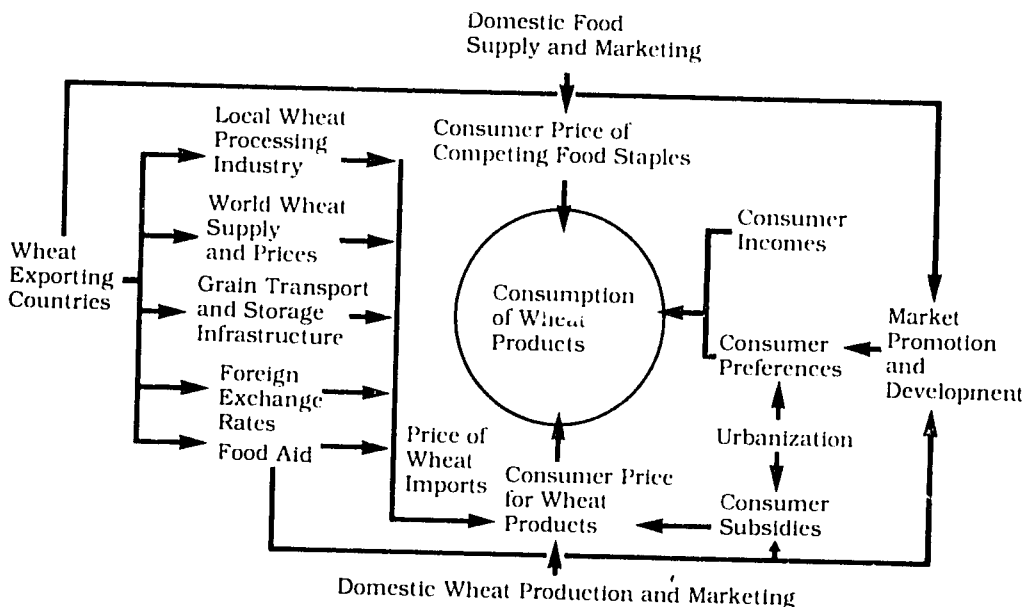 Domestic Food
Supply and Marketing
Local Wheat
Processing
Industry
Consumer Price of
Competing Food Staples
World Wheat
Supply
and Prices
Consumer
Incomes
Wheat
Exporting
Countries
Grain Transport
and Storage
Infrastructure
Consumption
of Wheat
Products
Consumer
Preferences
Market
Promotion
and
Development
Foreign
Exchange
Rates
Food Aid
Price of
Wheat
Imports
Urbanization
Consumer Price
for Wheat
Products
Consumer
Subsidies
Domestic Wheat Production and Marketing